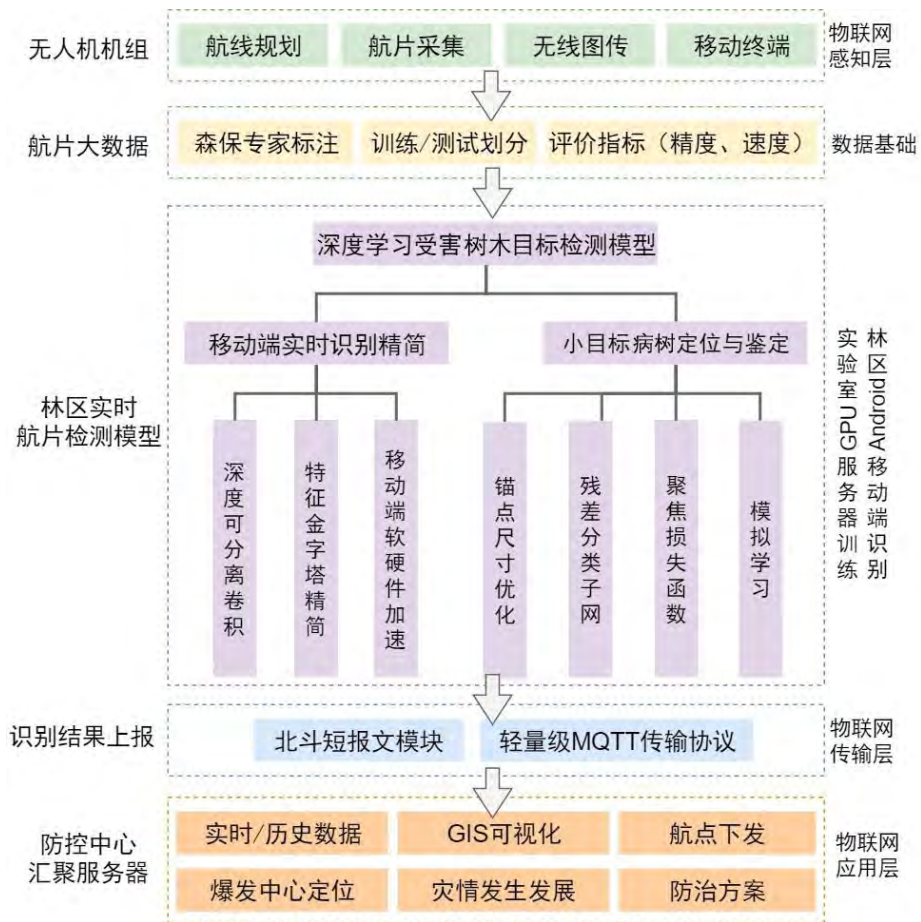 无人机机组
航线规划
航片采集
无线图传
移动终端
物联网
感知层
航片大数据
森保专家标注
训练/测试划分
评价指标（精度、速度）
数据基础
林区实时
航片检测模型
深度学习受害树木目标检测模型
移动端实时识别精简
小目标病树定位与鉴定
深度可分离卷积
特征金字塔精简
移动端软硬件加速
锚点尺寸优化
残差分类子网
聚焦损失函数
模拟学习
林区Android移动端识别
实验室GPU服务器训练
识别结果上报
北斗短报文模块
轻量级MQTT传输协议
物联网
传输层
防控中心
汇聚服务器
实时/历史数据
GIS可视化
航点下发
爆发中心定位
灾情发生发展
防治方案
物联网
应用层